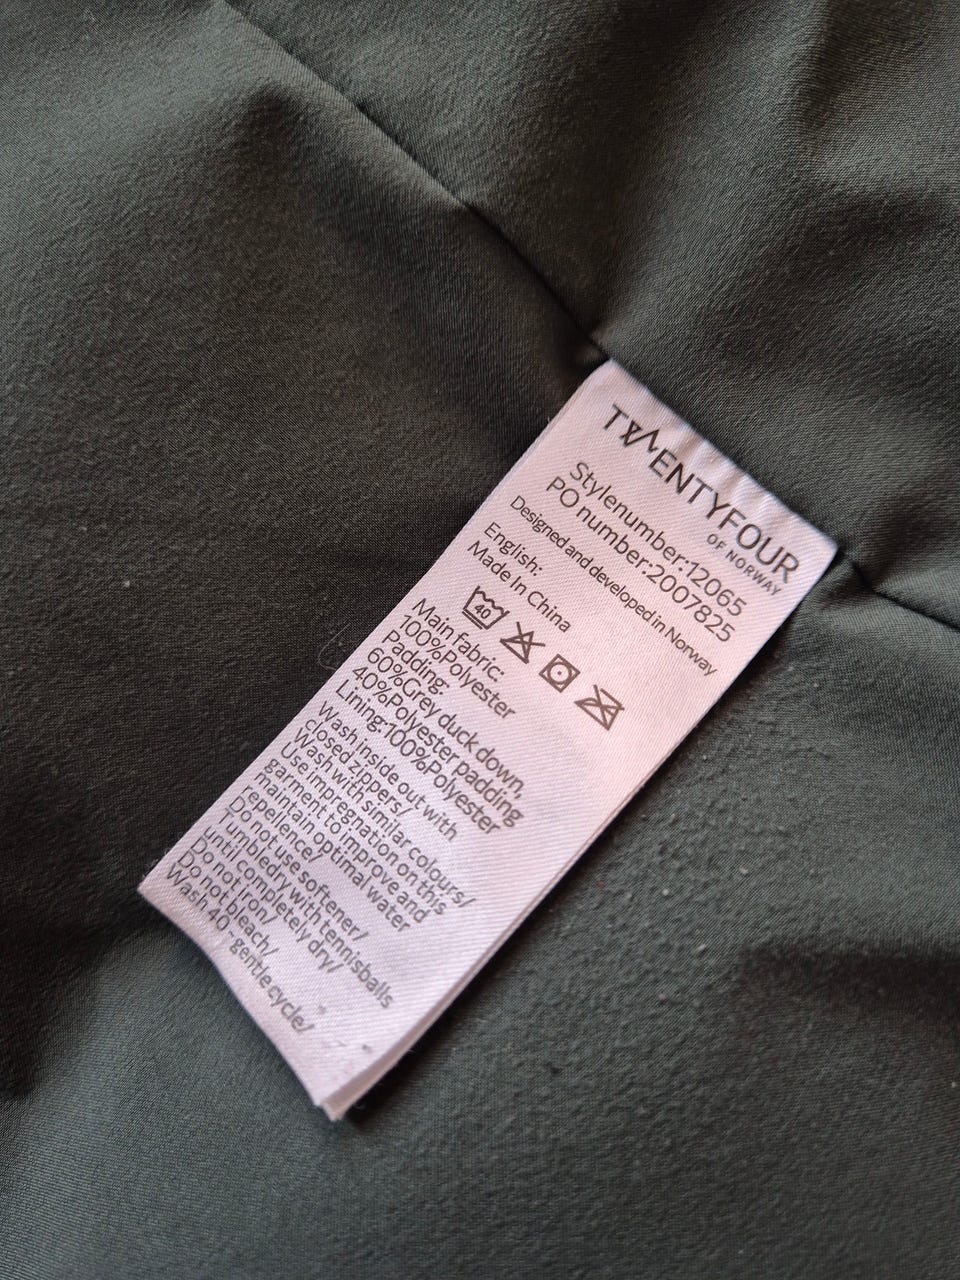 TWENTYFOUR
OF NORWAY
Stylenumber:12065
PO number:2007825
Designed and developed in Norway
English:
Made In China
40
Main fabric:
100%Polyester
Padding:
60%Grey duck down,
40%Polyester padding
Lining:100%Polyester
Wash inside out with
closed zippers/
Wash with similar colours/
Use impregnation on this
garment to improve and
maintain optimal water
repellence/
Do not use softener/
Tumbledry with tennisballs
until completely dry/
Do not iron/
Do not bleach/
Wash 40~gentle cycle/